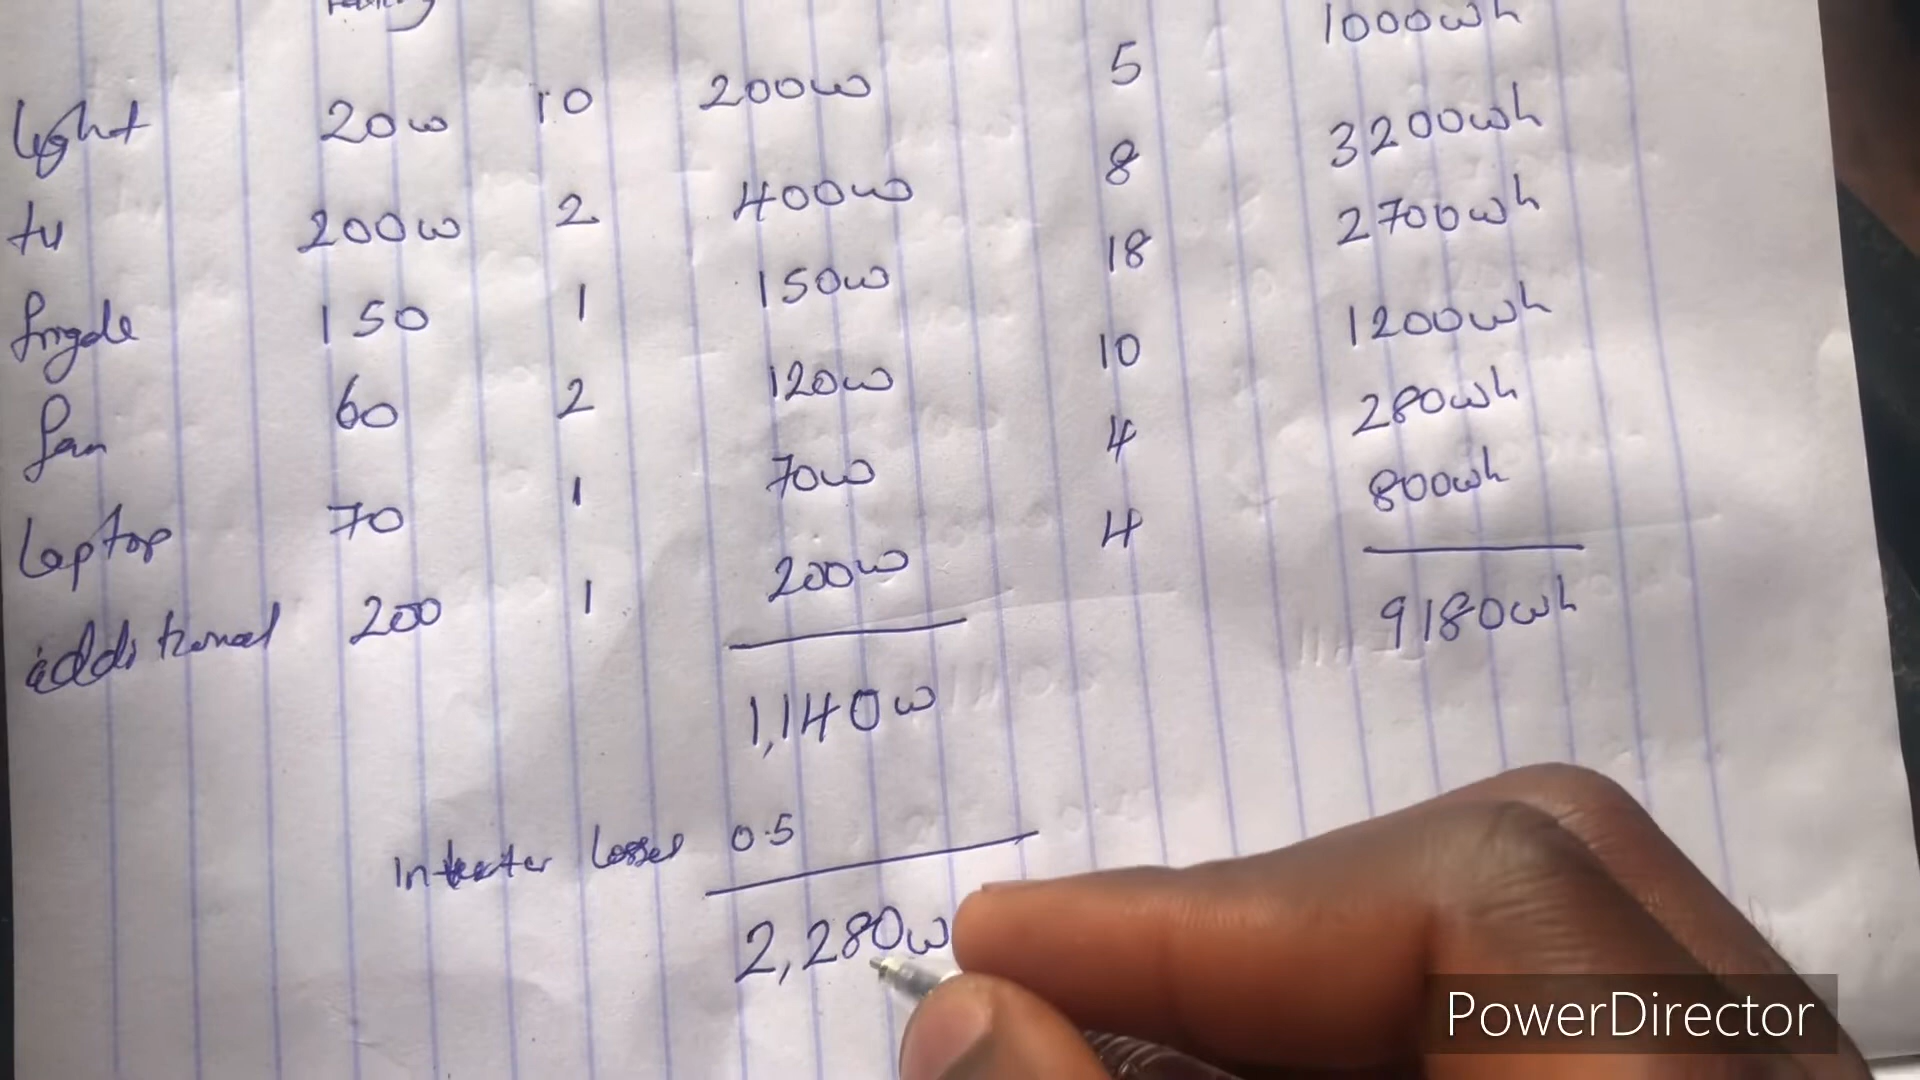 1000wh
light 20w 10 200w 5
tv 200w 2 400w 8 3200wh
150 1 150w 18 2700wh
fan 60 2 120w 10 1200wh
laptop 70 1 70w 4 280wh
additional 200 1 200w 4 800wh
1,140w 9180wh
losses 0.5
2,280w
PowerDirector